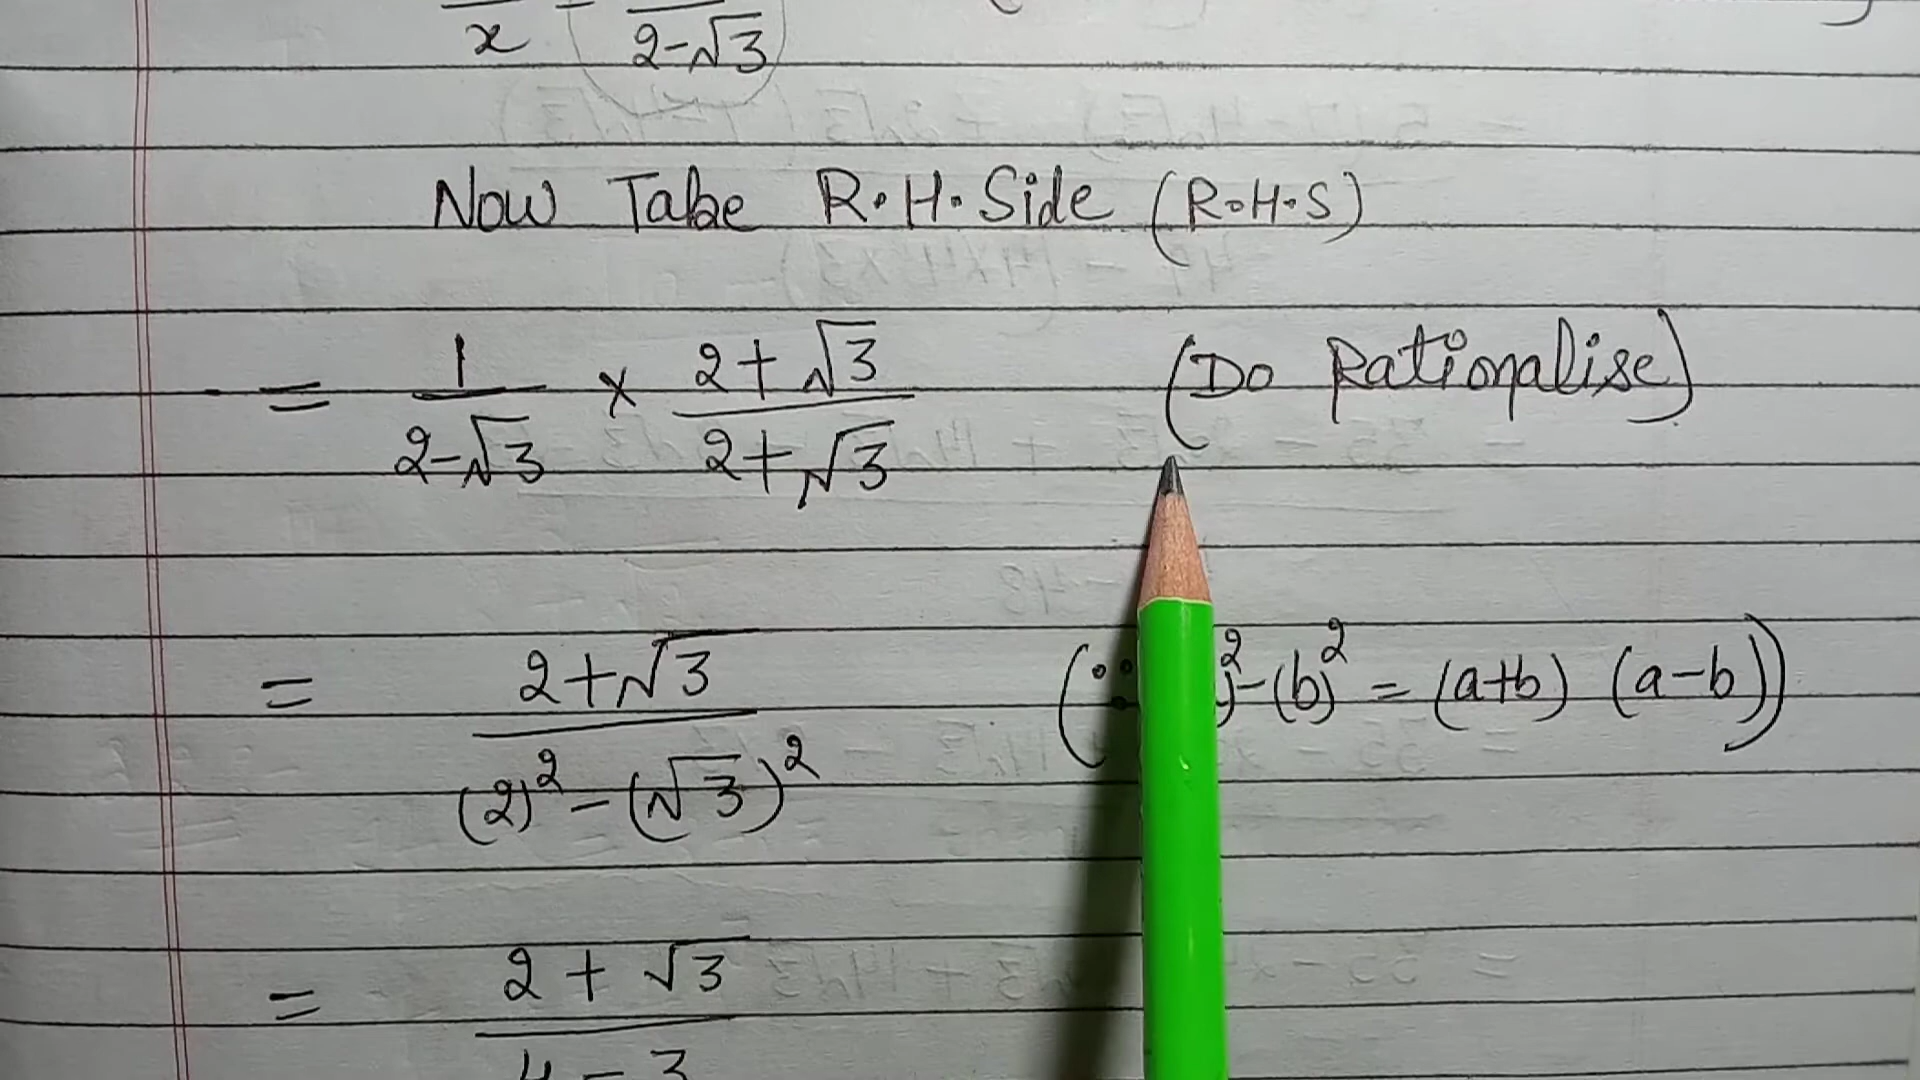 x = 2-√3
Now Take R.H.Side (R.H.S)
= 1/(2-√3) × (2+√3)/(2+√3) (Do Rationalise)
= (2+√3)/((2)²-(√3)²) (∵ )²-(b)² = (a+b) (a-b))
= (2+√3)/(4-3)